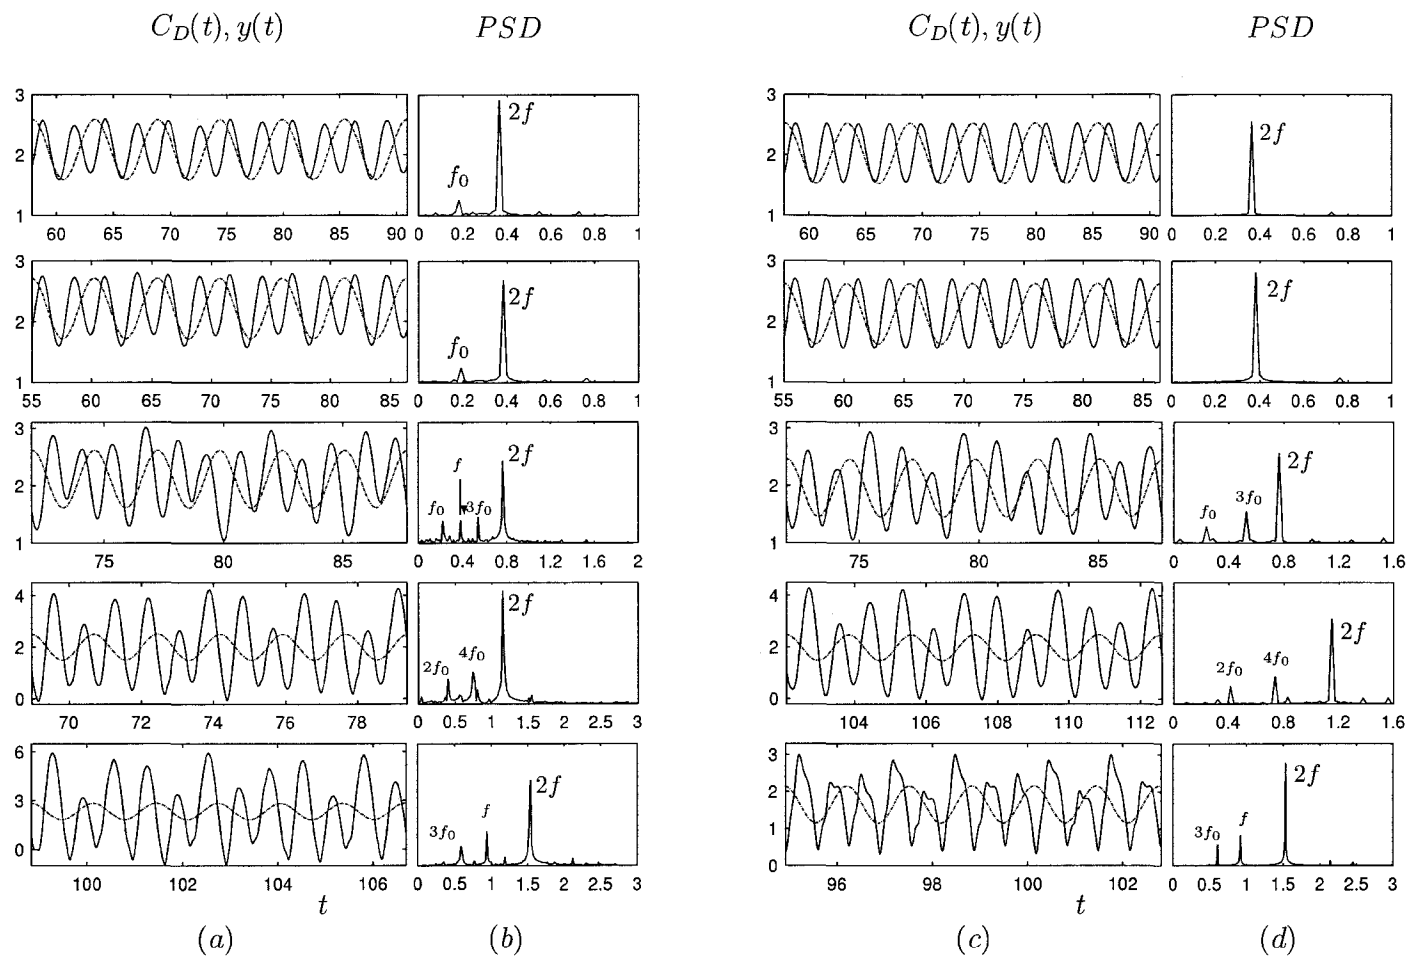 C_D(t), y(t) PSD C_D(t), y(t) PSD
3 2f 3 2f
2 2
f_0
1 1
60 65 70 75 80 85 90 0 0.2 0.4 0.6 0.8 1 60 65 70 75 80 85 90 0 0.2 0.4 0.6 0.8 1
3 2f 3 2f
2 2
f_0
1 1
55 60 65 70 75 80 85 0 0.2 0.4 0.6 0.8 1 55 60 65 70 75 80 85 0 0.2 0.4 0.6 0.8 1
3 f 2f 3 2f
2 f_0 3f_0 2 f_0 3f_0
1 1
75 80 85 0 0.4 0.8 1.2 1.6 2 75 80 85 0 0.4 0.8 1.2 1.6
4 2f 4 2f
2 2f_0 4f_0 2 2f_0 4f_0
0 0
70 72 74 76 78 0 0.5 1 1.5 2 2.5 3 104 106 108 110 112 0 0.4 0.8 1.2 1.6
6 2f 3 2f
3 3f_0 f 2 3f_0 f
1
0 0
100 102 104 106 0 0.5 1 1.5 2 2.5 3 96 98 100 102 0 0.5 1 1.5 2 2.5 3
t t
(a) (b) (c) (d)